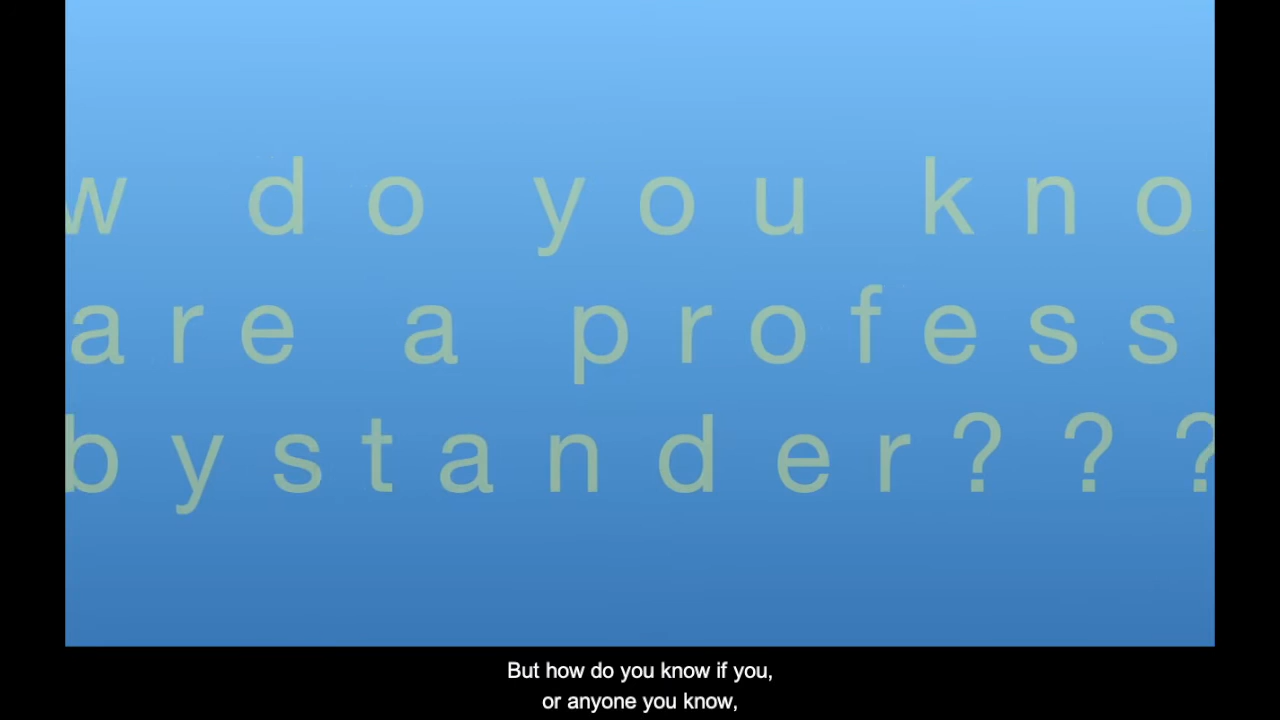 w do you kno
are a profess
bystander???
But how do you know if you,
or anyone you know,